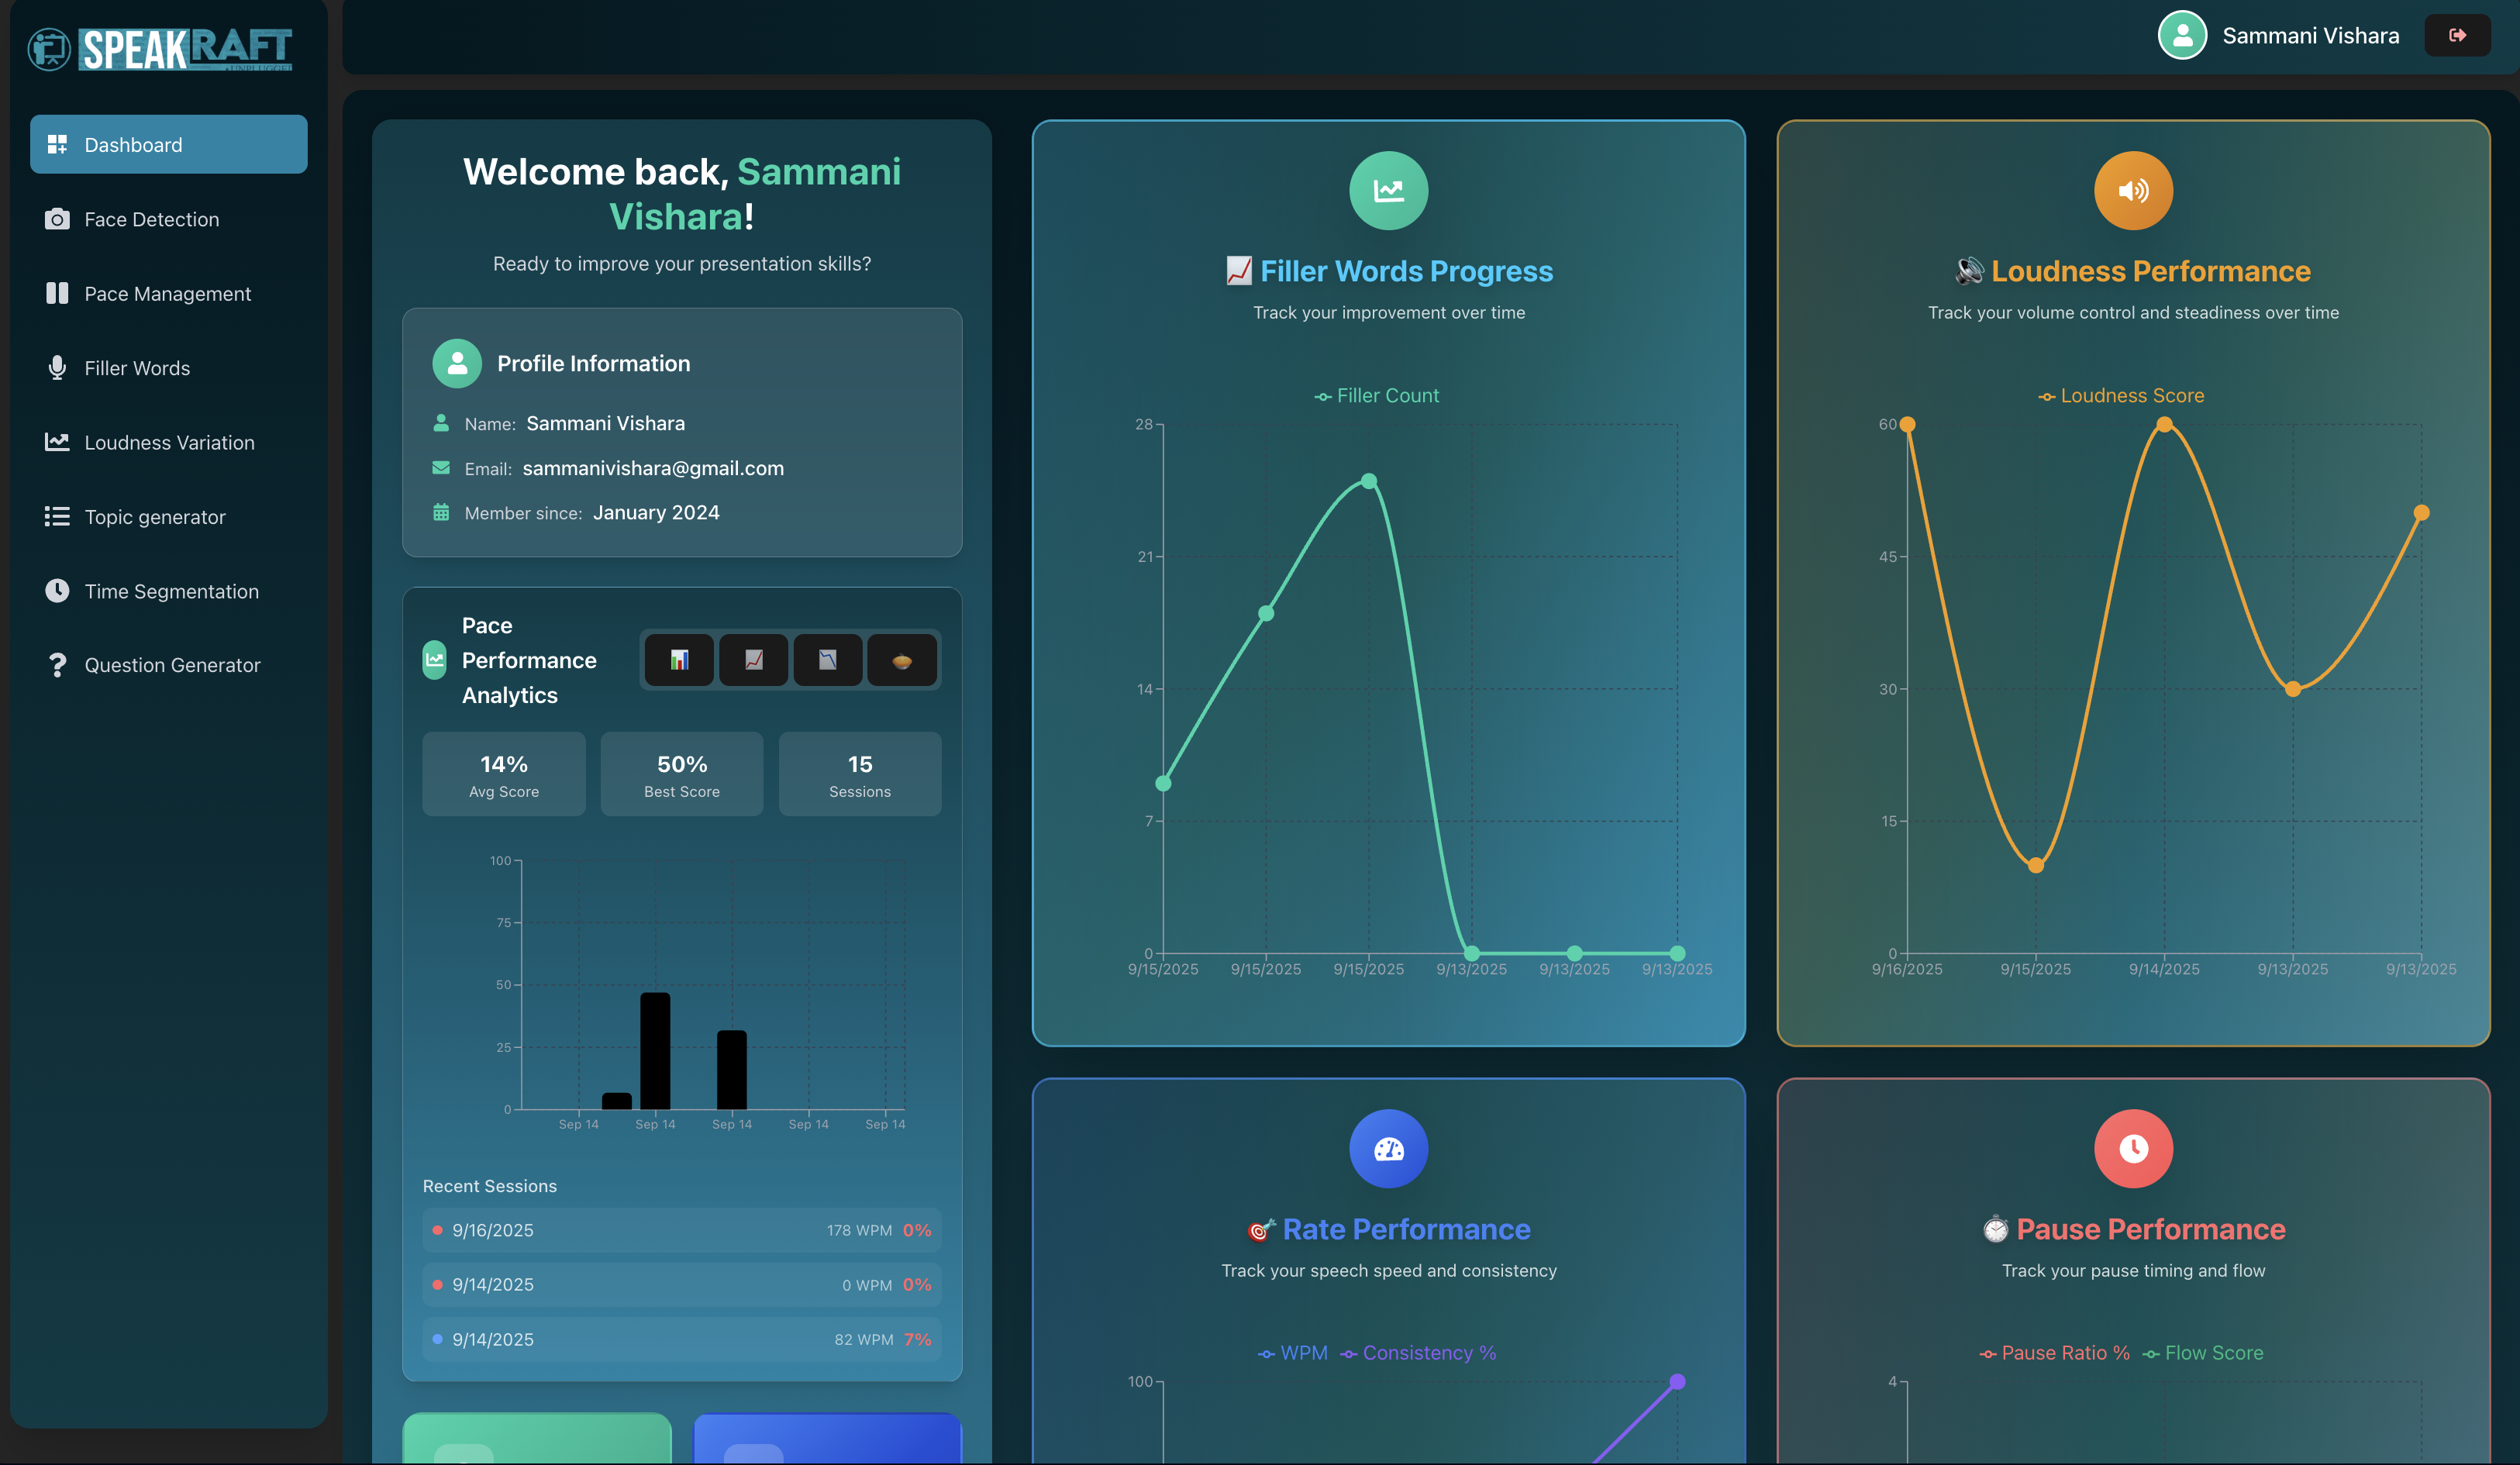 SPEAKRAFT
Dashboard
Face Detection
Pace Management
Filler Words
Loudness Variation
Topic generator
Time Segmentation
Question Generator
Sammani Vishara
Welcome back, Sammani
Vishara!
Ready to improve your presentation skills?
Profile Information
Name: Sammani Vishara
Email: sammanivishara@gmail.com
Member since: January 2024
Pace
Performance
Analytics
14%
Avg Score
50%
Best Score
15
Sessions
100
75
50
25
0
Sep 14 Sep 14 Sep 14 Sep 14 Sep 14
Recent Sessions
9/16/2025 178 WPM 0%
9/14/2025 0 WPM 0%
9/14/2025 82 WPM 7%
Filler Words Progress
Track your improvement over time
Filler Count
28
21
14
7
0
9/15/2025 9/15/2025 9/15/2025 9/13/2025 9/13/2025 9/13/2025
Loudness Performance
Track your volume control and steadiness over time
Loudness Score
60
45
30
15
0
9/16/2025 9/15/2025 9/14/2025 9/13/2025 9/13/2025
Rate Performance
Track your speech speed and consistency
WPM Consistency %
100
Pause Performance
Track your pause timing and flow
Pause Ratio % Flow Score
4